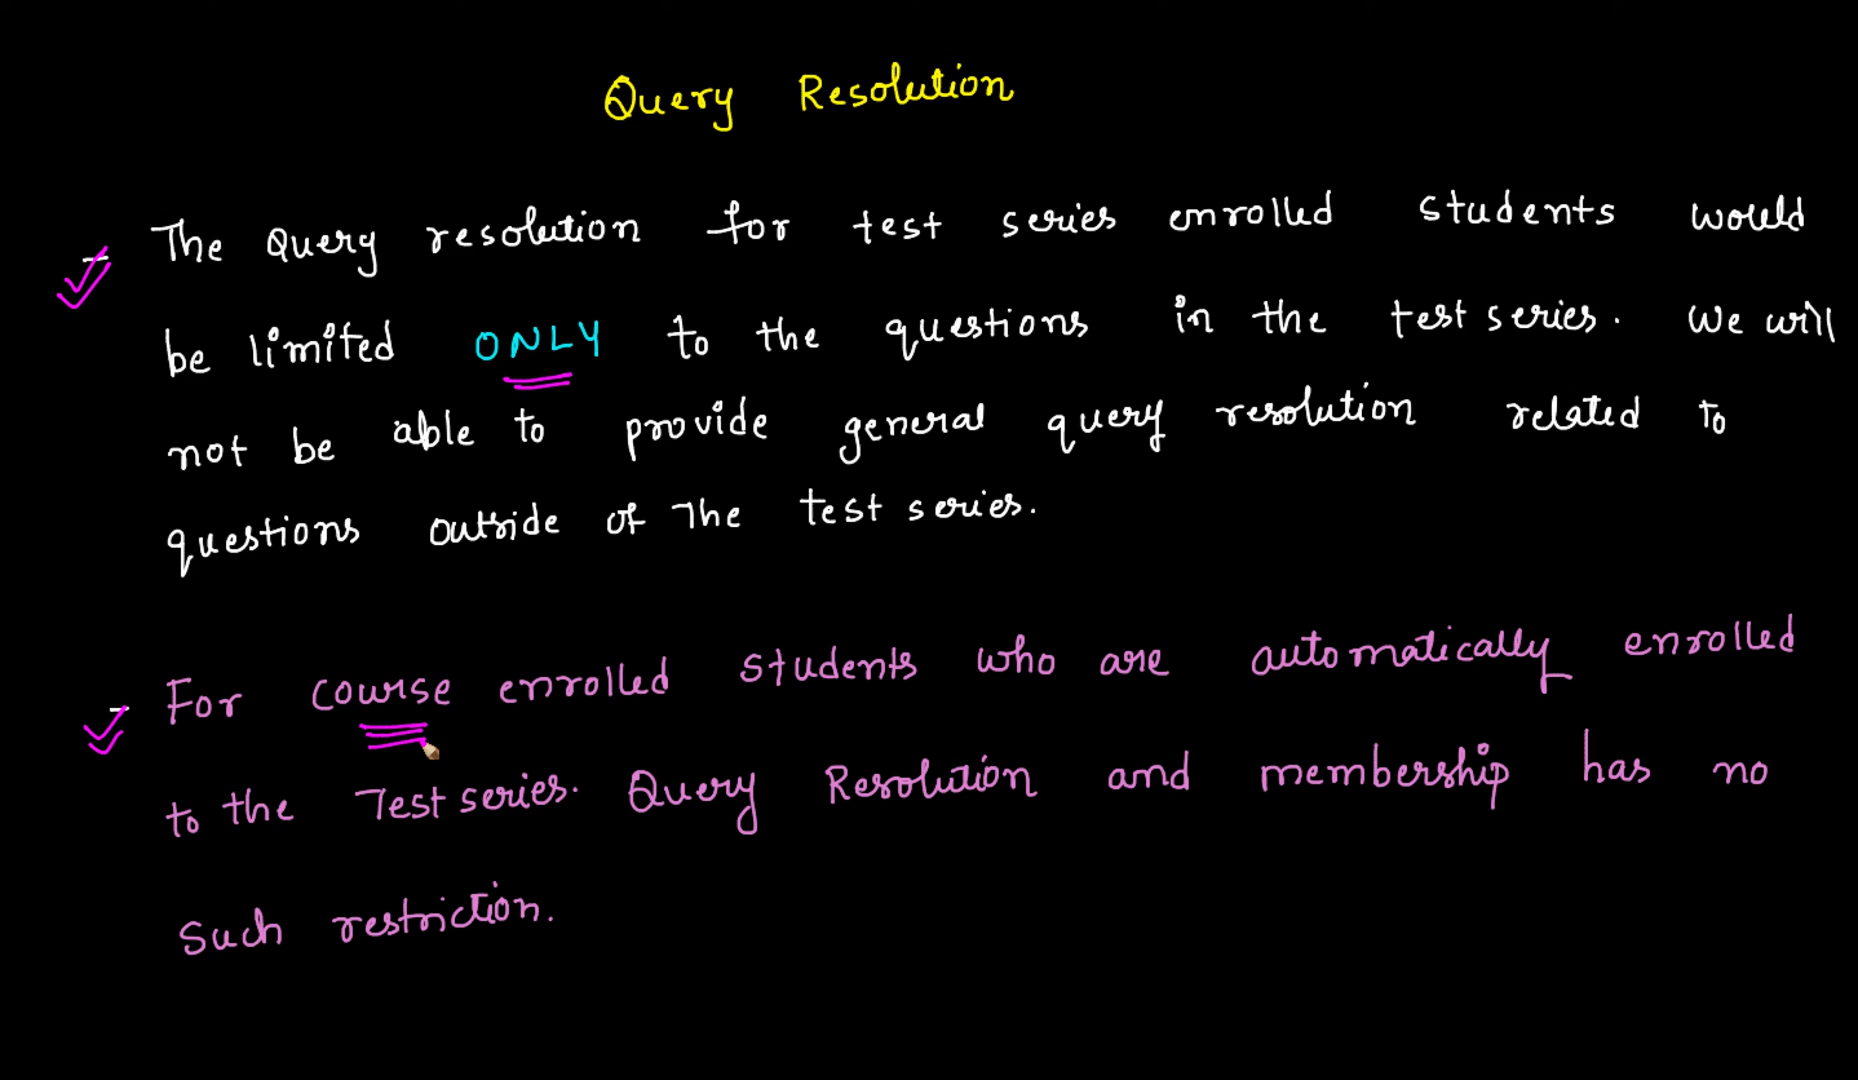 Query Resolution
- The Query resolution for test series enrolled students would
be limited ONLY to the questions in the test series. We will
not be able to provide general query resolution related to
questions outside of the test series.
- For course enrolled students who are automatically enrolled
to the Test series. Query Resolution and membership has no
such restriction.